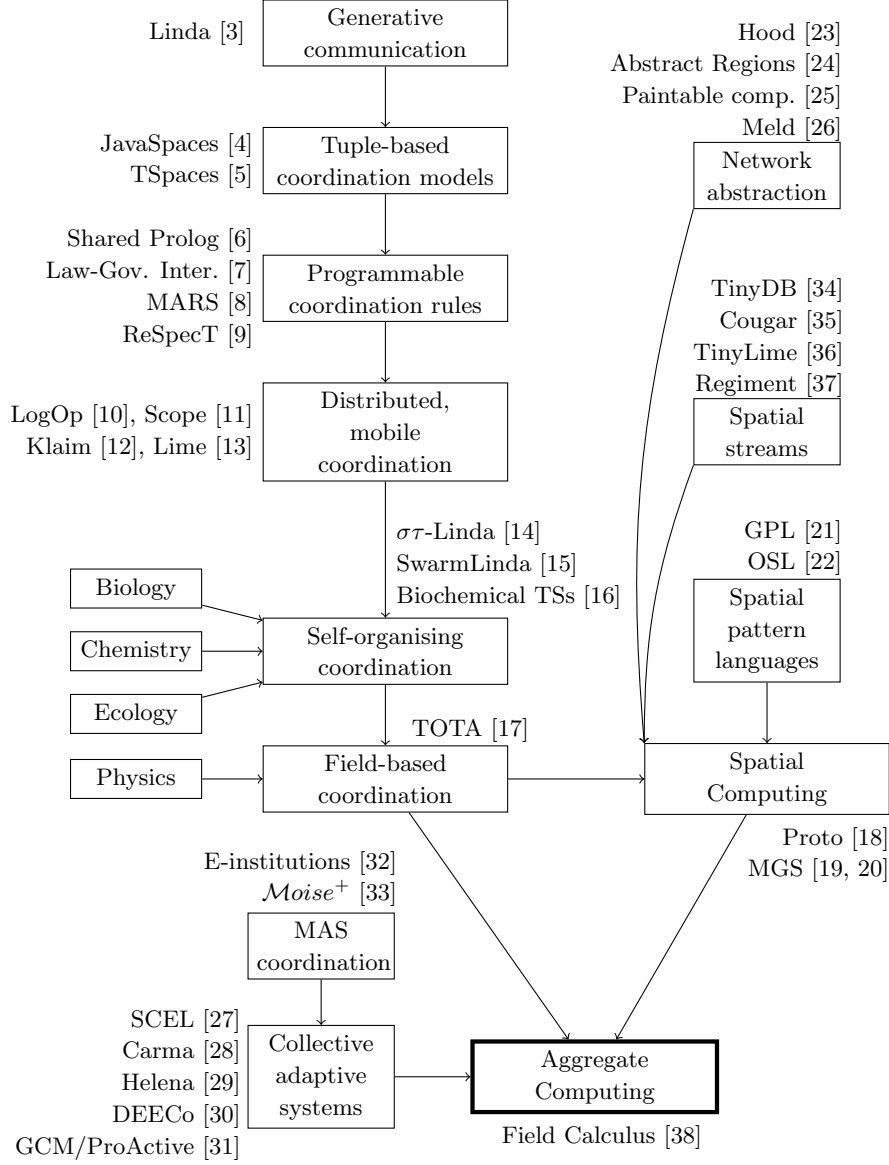 Linda [3]
Generative
communication
Hood [23]
Abstract Regions [24]
Paintable comp. [25]
Meld [26]
Network
abstraction
JavaSpaces [4]
TSpaces [5]
Tuple-based
coordination models
Shared Prolog [6]
Law-Gov. Inter. [7]
MARS [8]
ReSpecT [9]
Programmable
coordination rules
TinyDB [34]
Cougar [35]
TinyLime [36]
Regiment [37]
Spatial
streams
LogOp [10], Scope [11]
Klaim [12], Lime [13]
Distributed,
mobile
coordination
στ-Linda [14]
SwarmLinda [15]
Biochemical TSs [16]
GPL [21]
OSL [22]
Spatial
pattern
languages
Biology
Chemistry
Ecology
Self-organising
coordination
TOTA [17]
Physics
Field-based
coordination
Spatial
Computing
Proto [18]
MGS [19, 20]
E-institutions [32]
Moise⁺ [33]
MAS
coordination
SCEL [27]
Carma [28]
Helena [29]
DEECo [30]
GCM/ProActive [31]
Collective
adaptive
systems
Aggregate
Computing
Field Calculus [38]